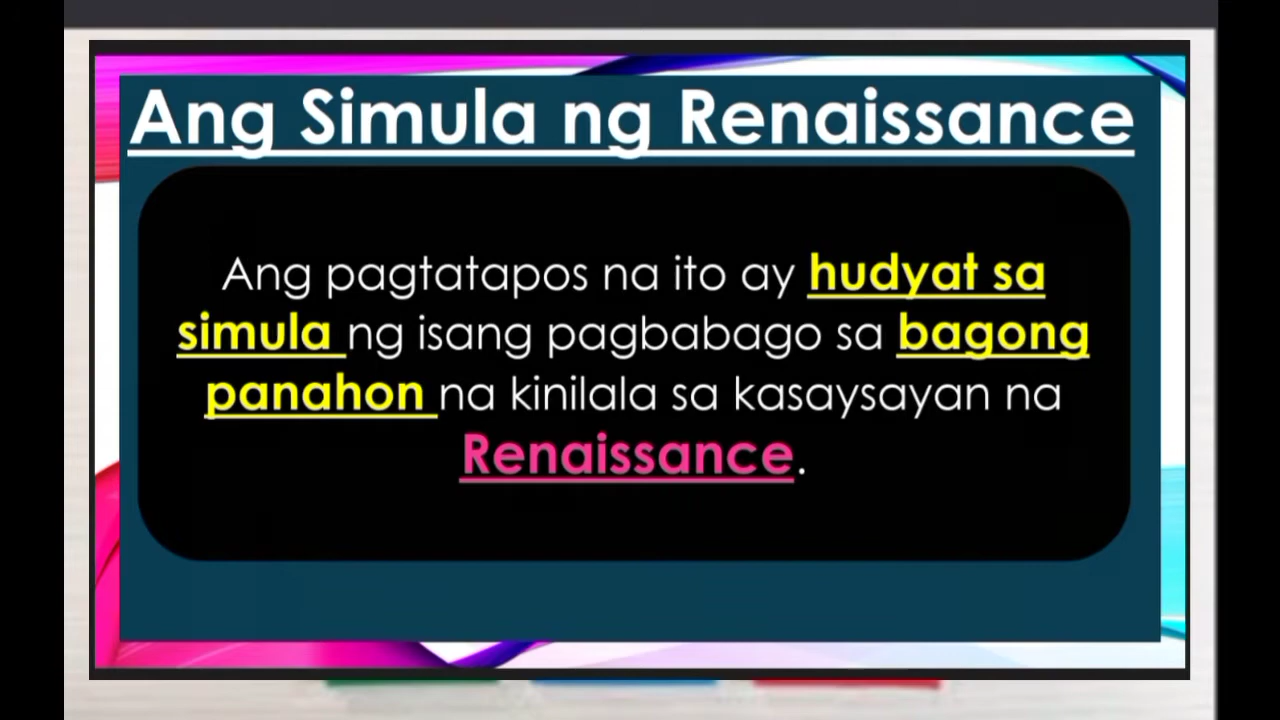 Ang Simula ng Renaissance
Ang pagtatapos na ito ay hudyat sa
simula ng isang pagbabago sa bagong
panahon na kinilala sa kasaysayan na
Renaissance.